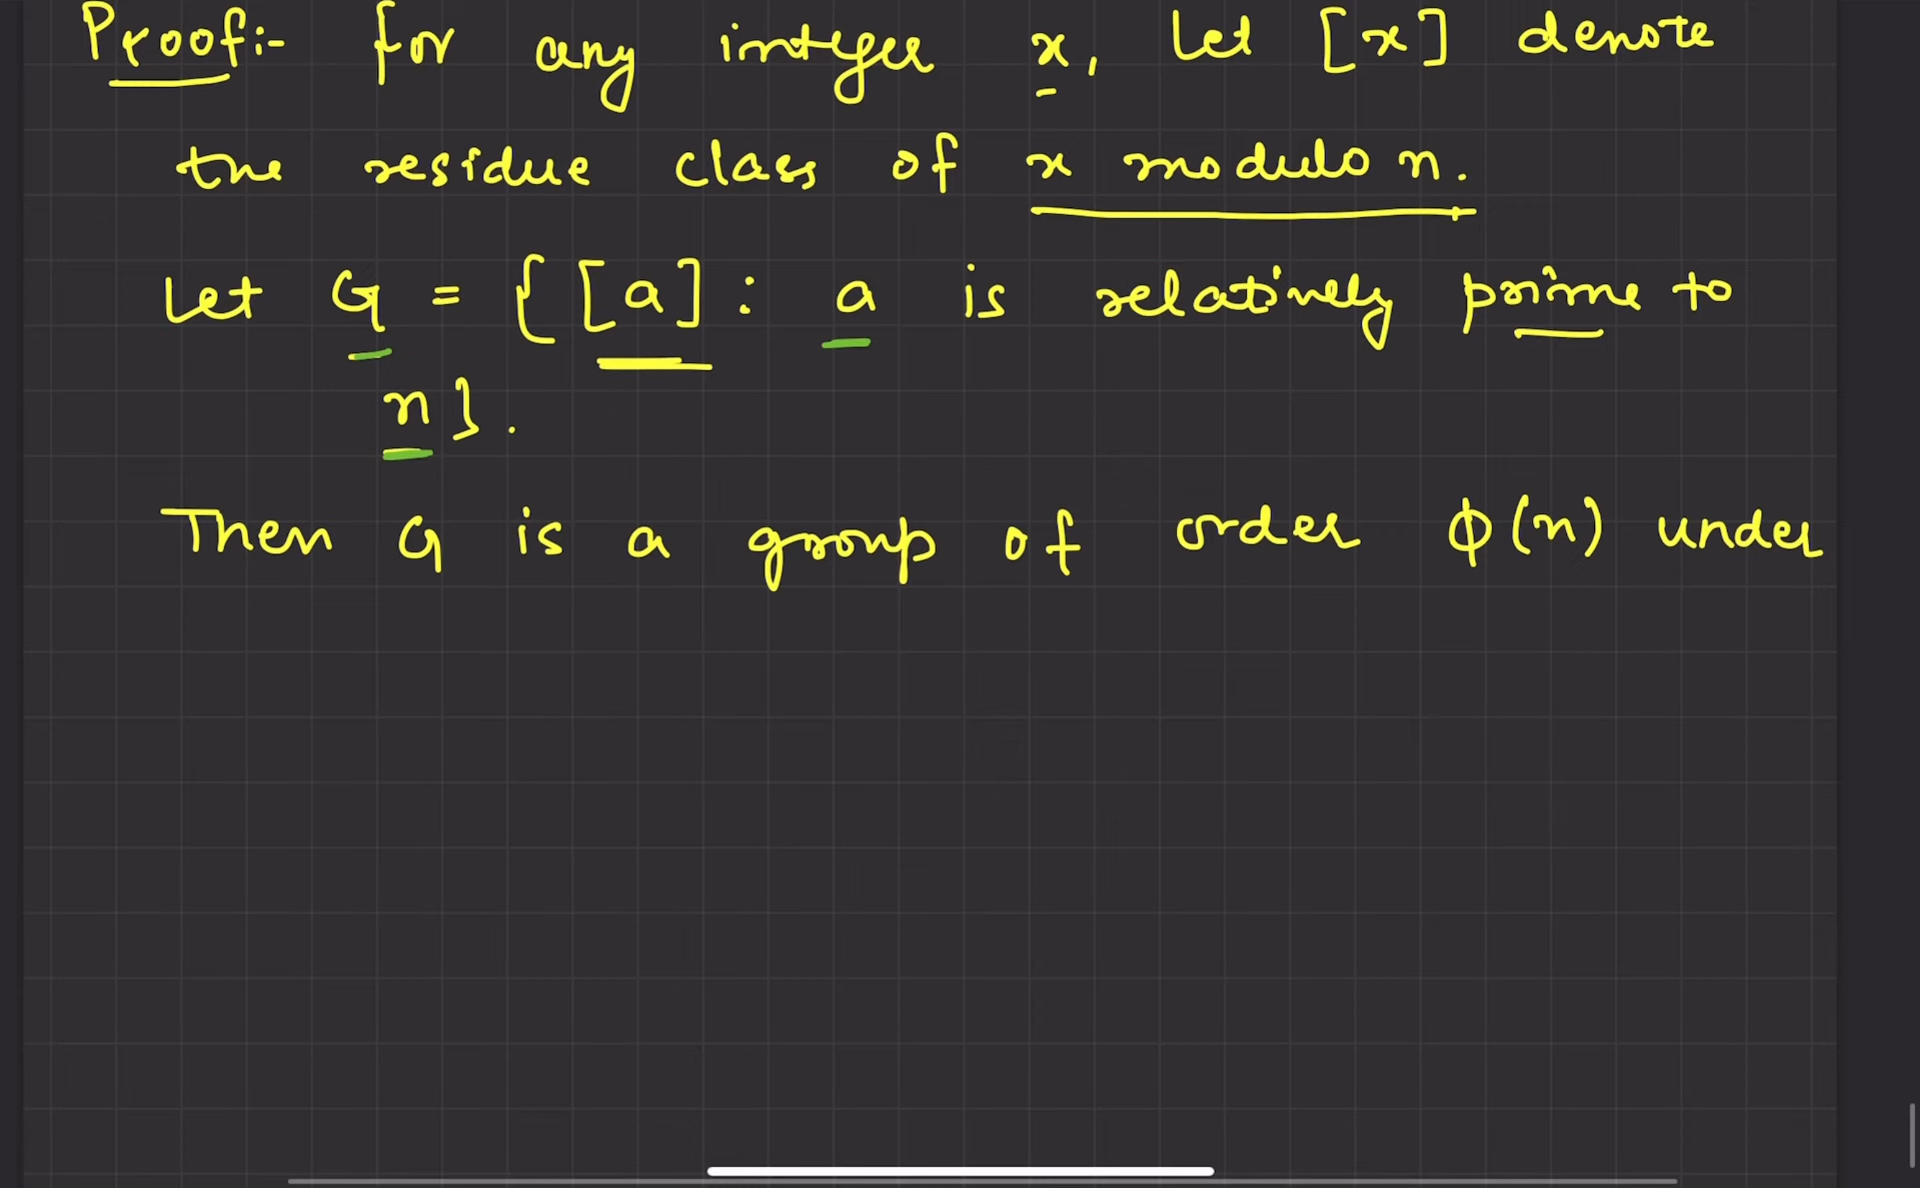 Proof:- for any integer x, Let [x] denote
the residue class of x modulo n.
Let G = { [a] : a is relatively prime to
n}.
Then G is a group of order ϕ(n) under